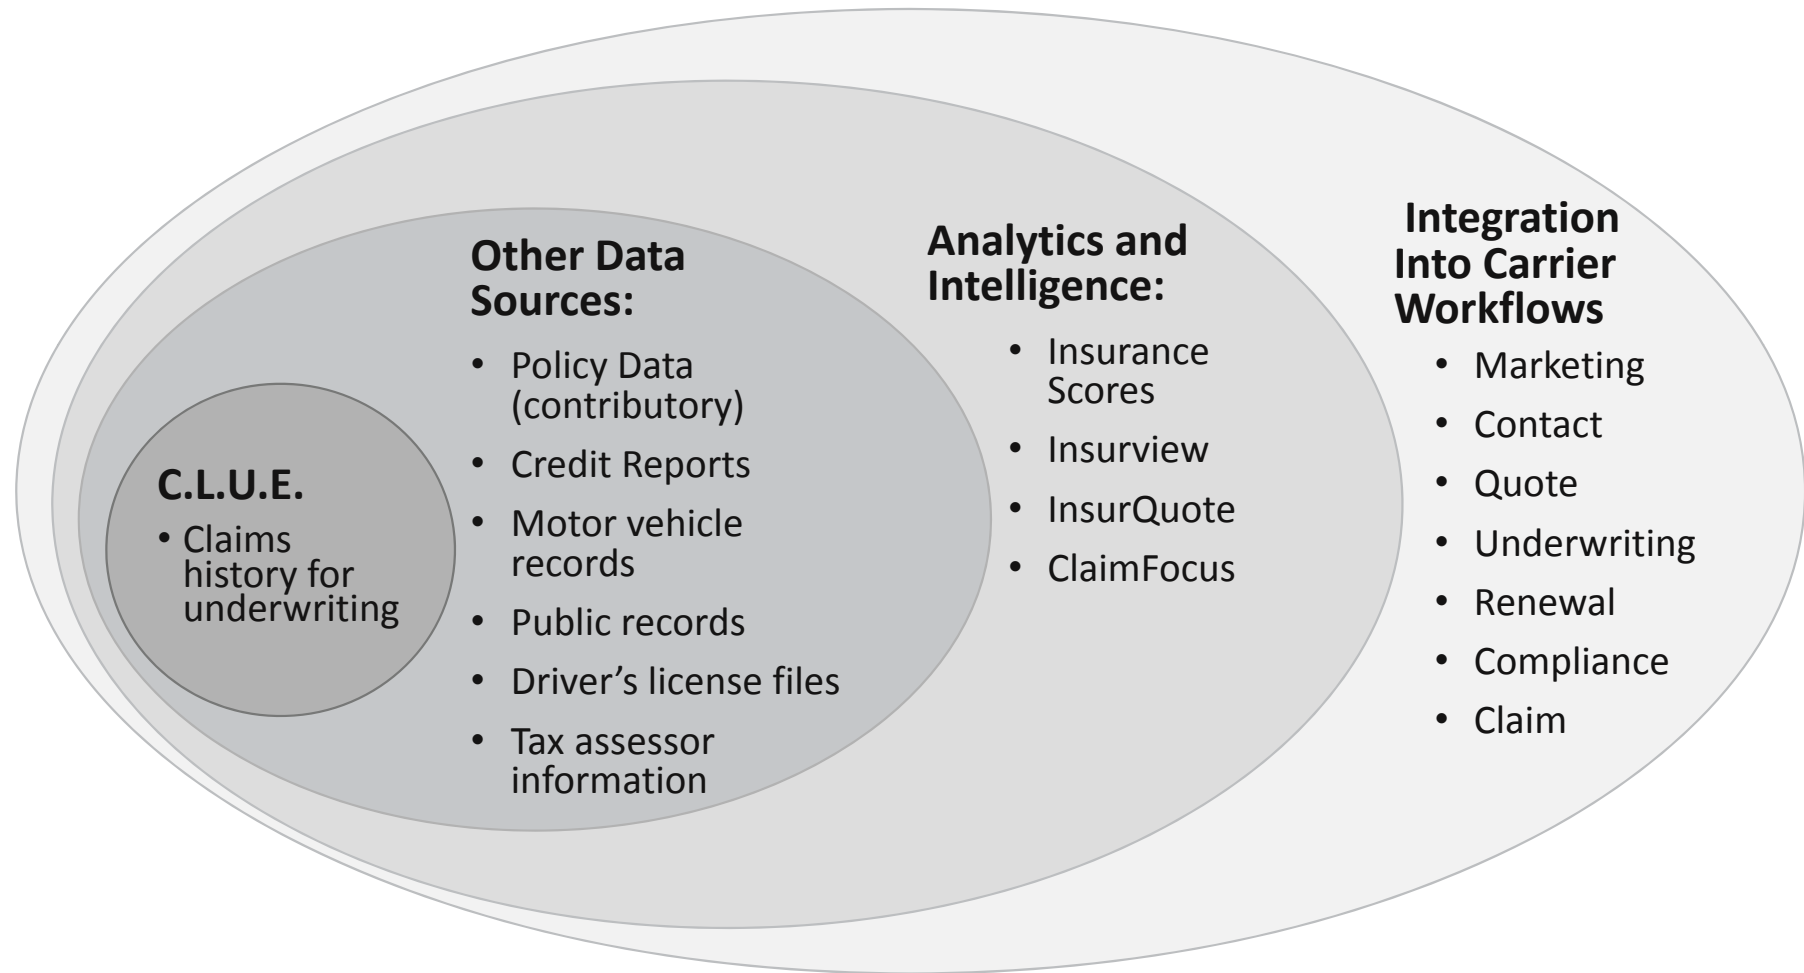 C.L.U.E.
• Claims
history for
underwriting
Other Data
Sources:
• Policy Data
(contributory)
• Credit Reports
• Motor vehicle
records
• Public records
• Driver’s license files
• Tax assessor
information
Analytics and
Intelligence:
• Insurance
Scores
• Insurview
• InsurQuote
• ClaimFocus
Integration
Into Carrier
Workflows
• Marketing
• Contact
• Quote
• Underwriting
• Renewal
• Compliance
• Claim